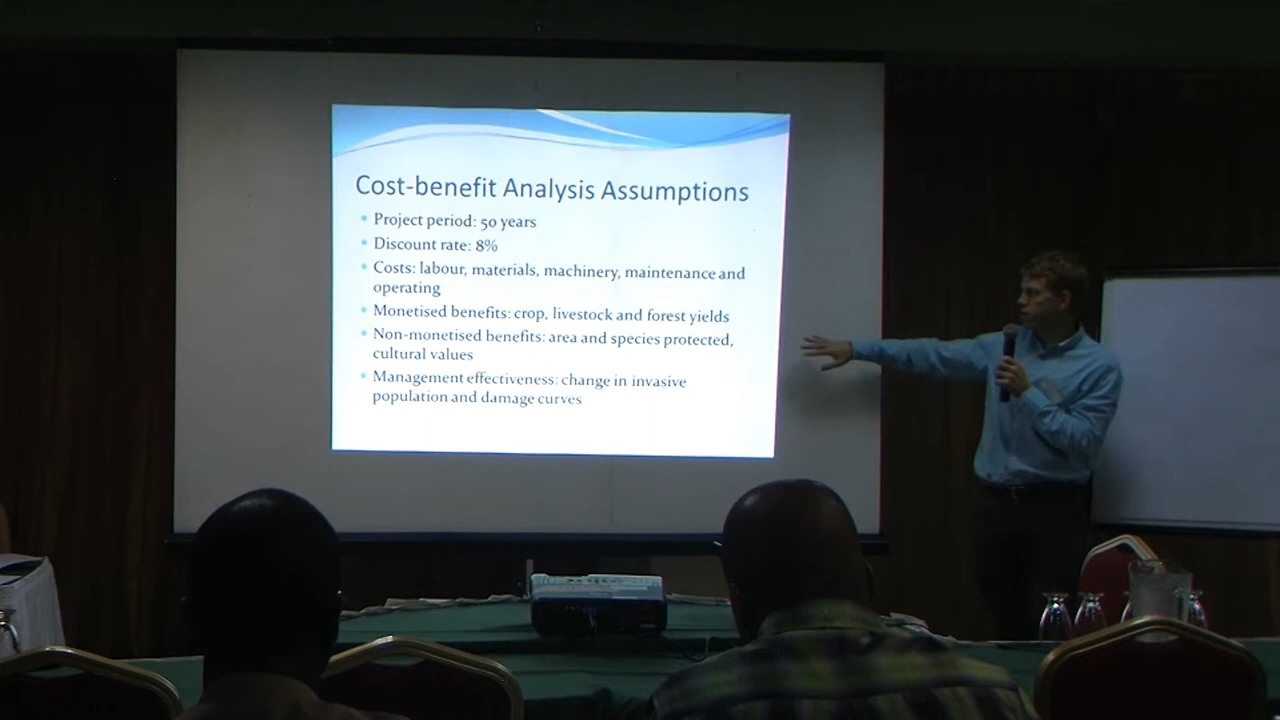 Cost-benefit Analysis Assumptions
Project period: 50 years
Discount rate: 8%
Costs: labour, materials, machinery, maintenance and
operating
Monetised benefits: crop, livestock and forest yields
Non-monetised benefits: area and species protected,
cultural values
Management effectiveness: change in invasive
population and damage curves